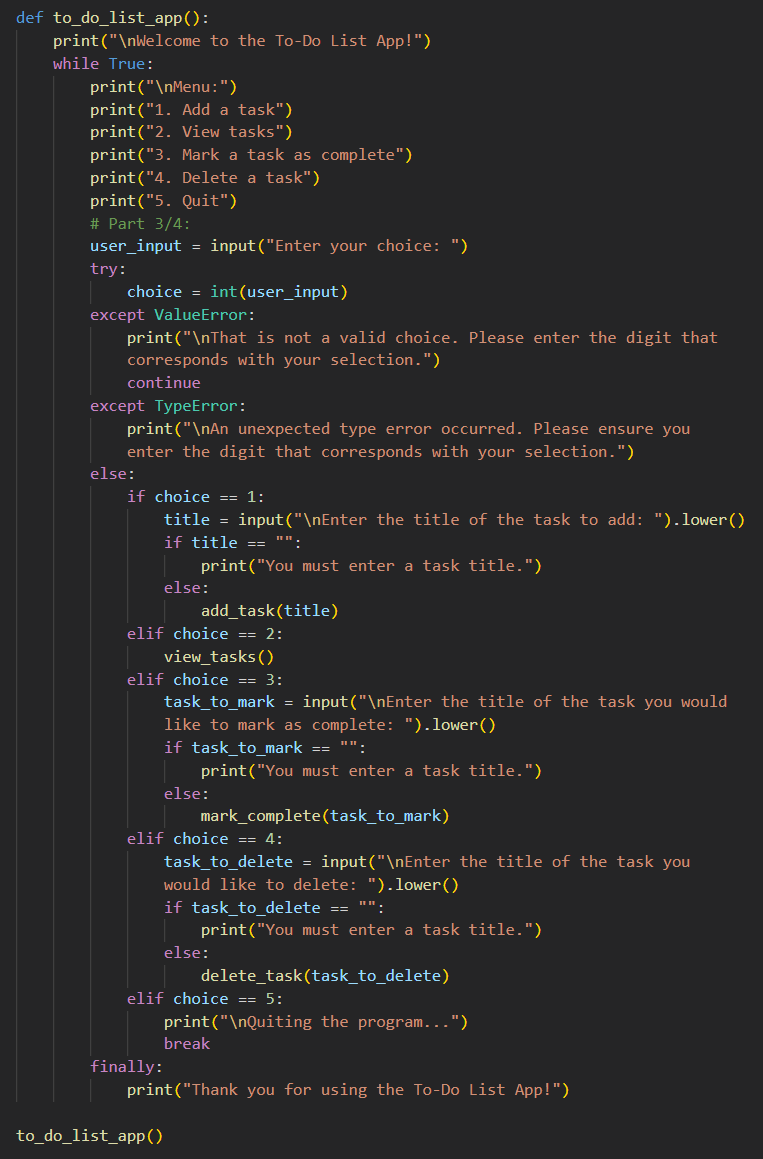 def to_do_list_app():
    print("\nWelcome to the To-Do List App!")
    while True:
        print("\nMenu:")
        print("1. Add a task")
        print("2. View tasks")
        print("3. Mark a task as complete")
        print("4. Delete a task")
        print("5. Quit")
        # Part 3/4:
        user_input = input("Enter your choice: ")
        try:
            choice = int(user_input)
        except ValueError:
            print("\nThat is not a valid choice. Please enter the digit that
            corresponds with your selection.")
            continue
        except TypeError:
            print("\nAn unexpected type error occurred. Please ensure you
            enter the digit that corresponds with your selection.")
        else:
            if choice == 1:
                title = input("\nEnter the title of the task to add: ").lower()
                if title == "":
                    print("You must enter a task title.")
                else:
                    add_task(title)
            elif choice == 2:
                view_tasks()
            elif choice == 3:
                task_to_mark = input("\nEnter the title of the task you would
                like to mark as complete: ").lower()
                if task_to_mark == "":
                    print("You must enter a task title.")
                else:
                    mark_complete(task_to_mark)
            elif choice == 4:
                task_to_delete = input("\nEnter the title of the task you
                would like to delete: ").lower()
                if task_to_delete == "":
                    print("You must enter a task title.")
                else:
                    delete_task(task_to_delete)
            elif choice == 5:
                print("\nQuiting the program...")
                break
        finally:
            print("Thank you for using the To-Do List App!")

to_do_list_app()